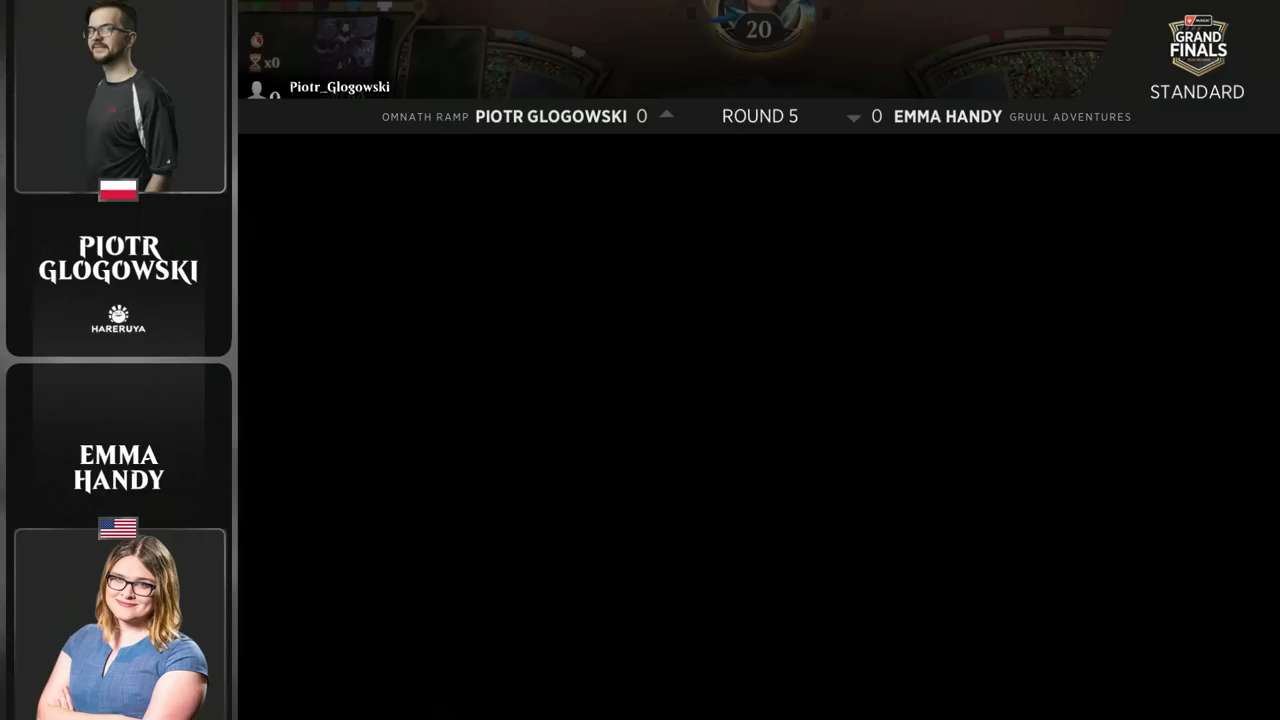 PIOTR
GLOGOWSKI
HARERUYA
EMMA
HANDY
20
x0
Piotr_Glogowski
0
OMNATH RAMP PIOTR GLOGOWSKI 0 ROUND 5 0 EMMA HANDY GRUUL ADVENTURES
GRAND
FINALS
STANDARD